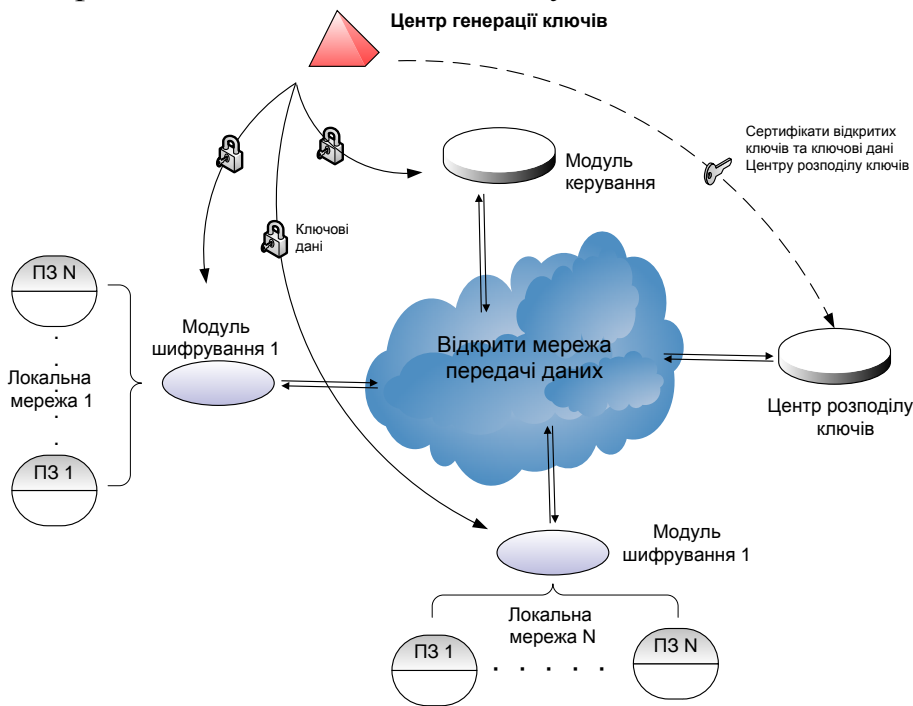 Центр генерації ключів
Сертифікати відкритих
ключів та ключові дані
Центру розподілу ключів
Модуль
керування
Ключові
дані
ПЗ N
Модуль
шифрування 1
Локальна
мережа 1
ПЗ 1
Відкрити мережа
передачі даних
Центр розподілу
ключів
Модуль
шифрування 1
Локальна
мережа N
ПЗ 1
ПЗ N